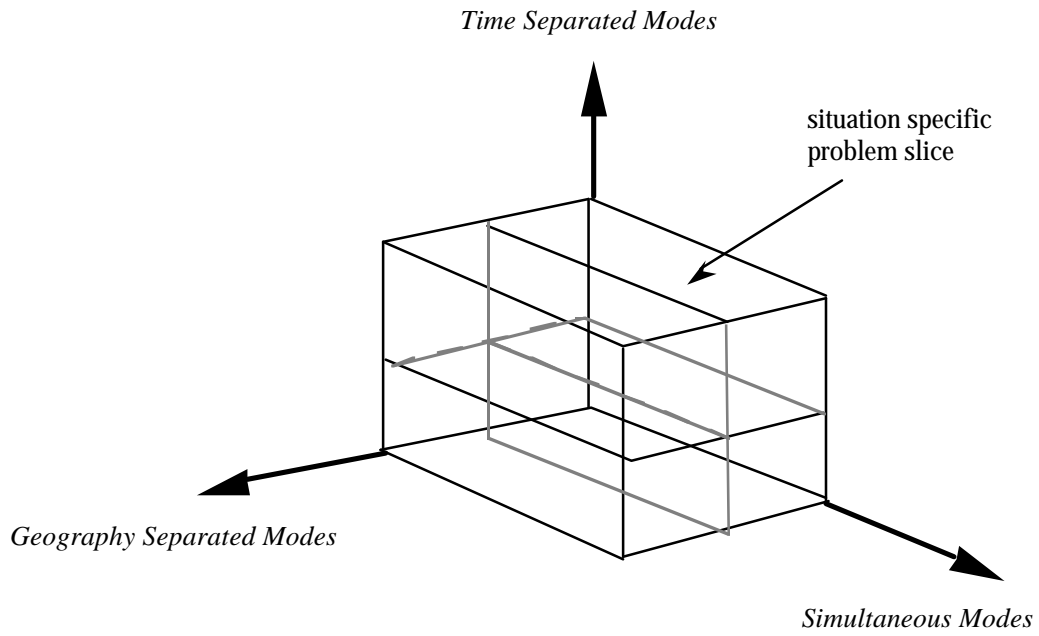 Time Separated Modes
situation specific
problem slice
Geography Separated Modes
Simultaneous Modes